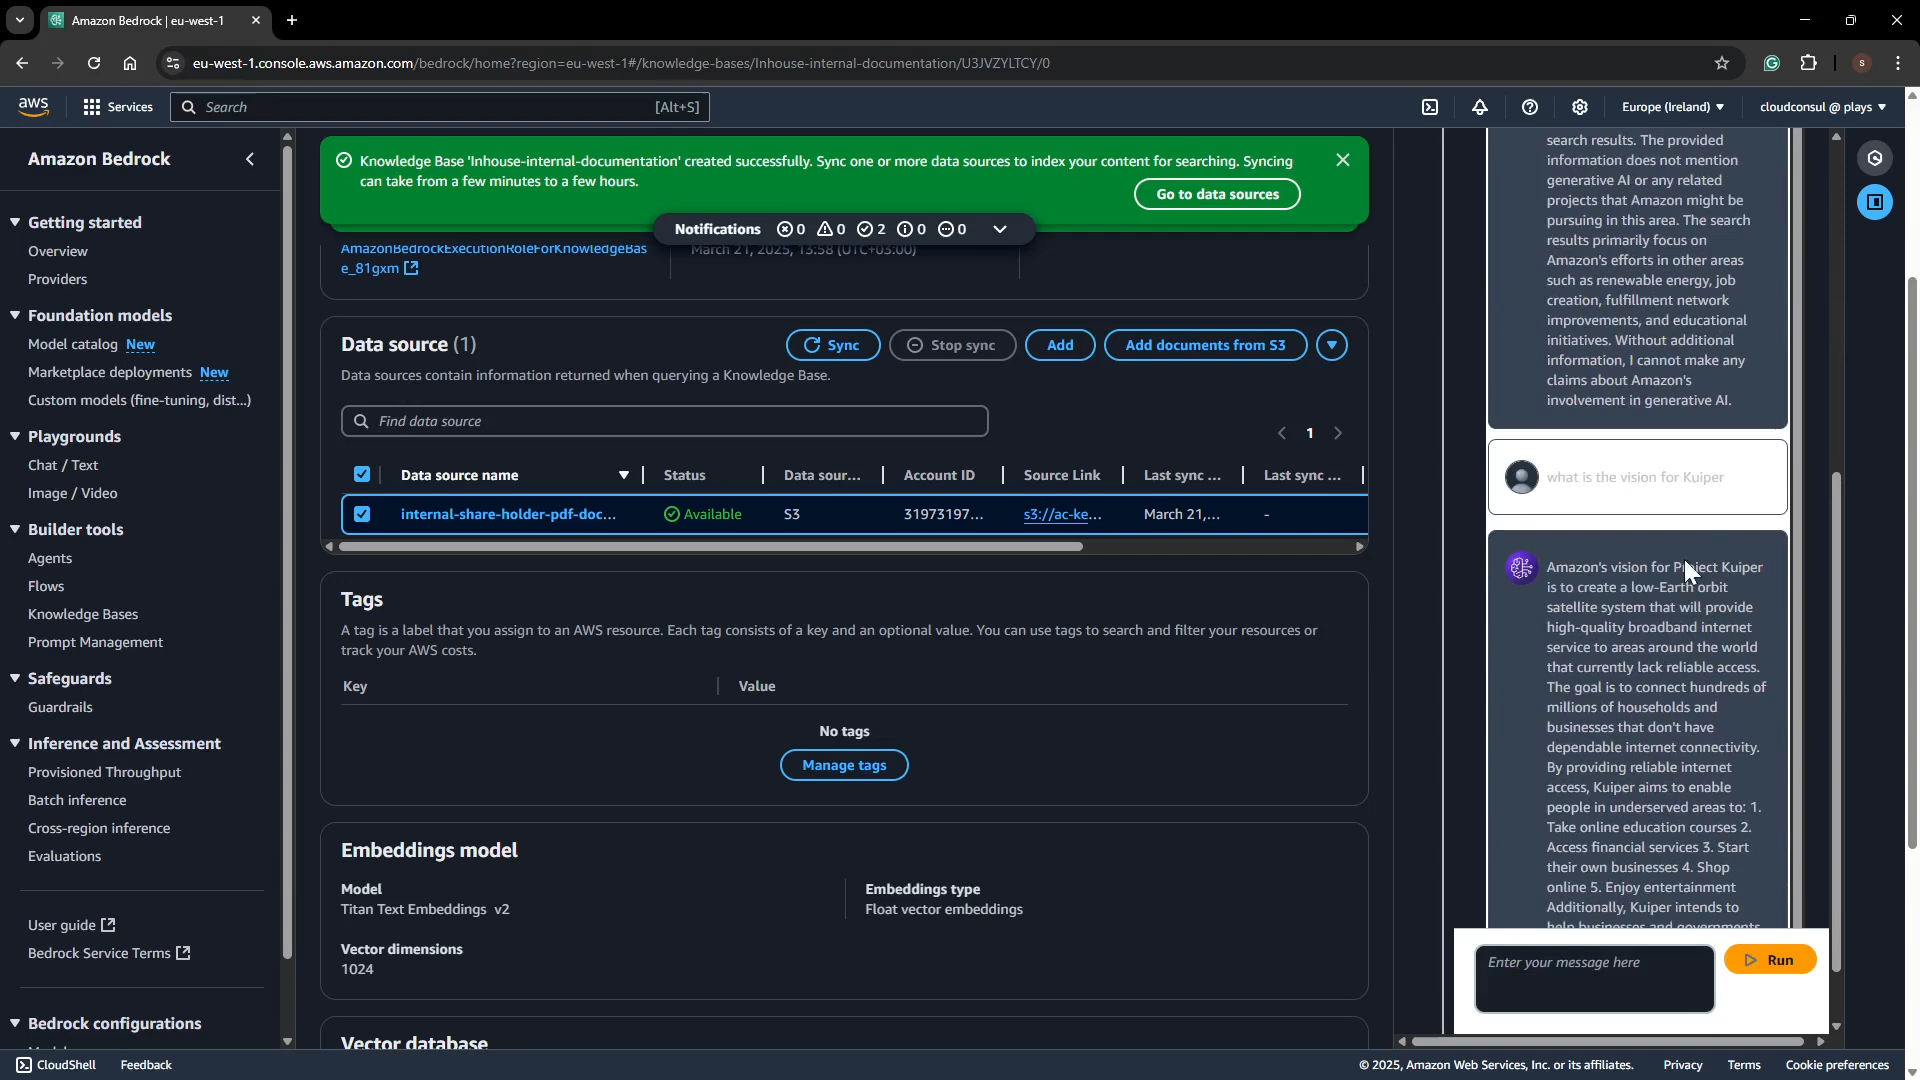 Amazon Bedrock | eu-west-1
eu-west-1.console.aws.amazon.com/bedrock/home?region=eu-west-1#/knowledge-bases/Inhouse-internal-documentation/U3JVZYLTCY/0
S
aws
Services
Search
[Alt+S]
Europe (Ireland)
cloudconsul @ plays
Amazon Bedrock
Getting started
Overview
Providers
Foundation models
Model catalog New
Marketplace deployments New
Custom models (fine-tuning, dist...)
Playgrounds
Chat / Text
Image / Video
Builder tools
Agents
Flows
Knowledge Bases
Prompt Management
Safeguards
Guardrails
Inference and Assessment
Provisioned Throughput
Batch inference
Cross-region inference
Evaluations
User guide
Bedrock Service Terms
Bedrock configurations
Knowledge Base 'Inhouse-internal-documentation' created successfully. Sync one or more data sources to index your content for searching. Syncing
can take from a few minutes to a few hours.
Go to data sources
Notifications 0 0 2 0 0
AmazonBedrockExecutionRoleForKnowledgeBas
e_81gxm
March 21, 2025, 13:58 (UTC+03:00)
Data source (1)
Sync
Stop sync
Add
Add documents from S3
Data sources contain information returned when querying a Knowledge Base.
Find data source
1
Data source name Status Data sour... Account ID Source Link Last sync ... Last sync ...
internal-share-holder-pdf-doc... Available S3 31973197... s3://ac-ke... March 21,... -
Tags
A tag is a label that you assign to an AWS resource. Each tag consists of a key and an optional value. You can use tags to search and filter your resources or
track your AWS costs.
Key Value
No tags
Manage tags
Embeddings model
Model
Titan Text Embeddings v2
Embeddings type
Float vector embeddings
Vector dimensions
1024
Vector database
search results. The provided
information does not mention
generative AI or any related
projects that Amazon might be
pursuing in this area. The search
results primarily focus on
Amazon's efforts in other areas
such as renewable energy, job
creation, fulfillment network
improvements, and educational
initiatives. Without additional
information, I cannot make any
claims about Amazon's
involvement in generative AI.
what is the vision for Kuiper
Amazon's vision for Project Kuiper
is to create a low-Earth orbit
satellite system that will provide
high-quality broadband internet
service to areas around the world
that currently lack reliable access.
The goal is to connect hundreds of
millions of households and
businesses that don't have
dependable internet connectivity.
By providing reliable internet
access, Kuiper aims to enable
people in underserved areas to: 1.
Take online education courses 2.
Access financial services 3. Start
their own businesses 4. Shop
online 5. Enjoy entertainment
Additionally, Kuiper intends to
help businesses and governments
Enter your message here
Run
CloudShell
Feedback
© 2025, Amazon Web Services, Inc. or its affiliates.
Privacy
Terms
Cookie preferences